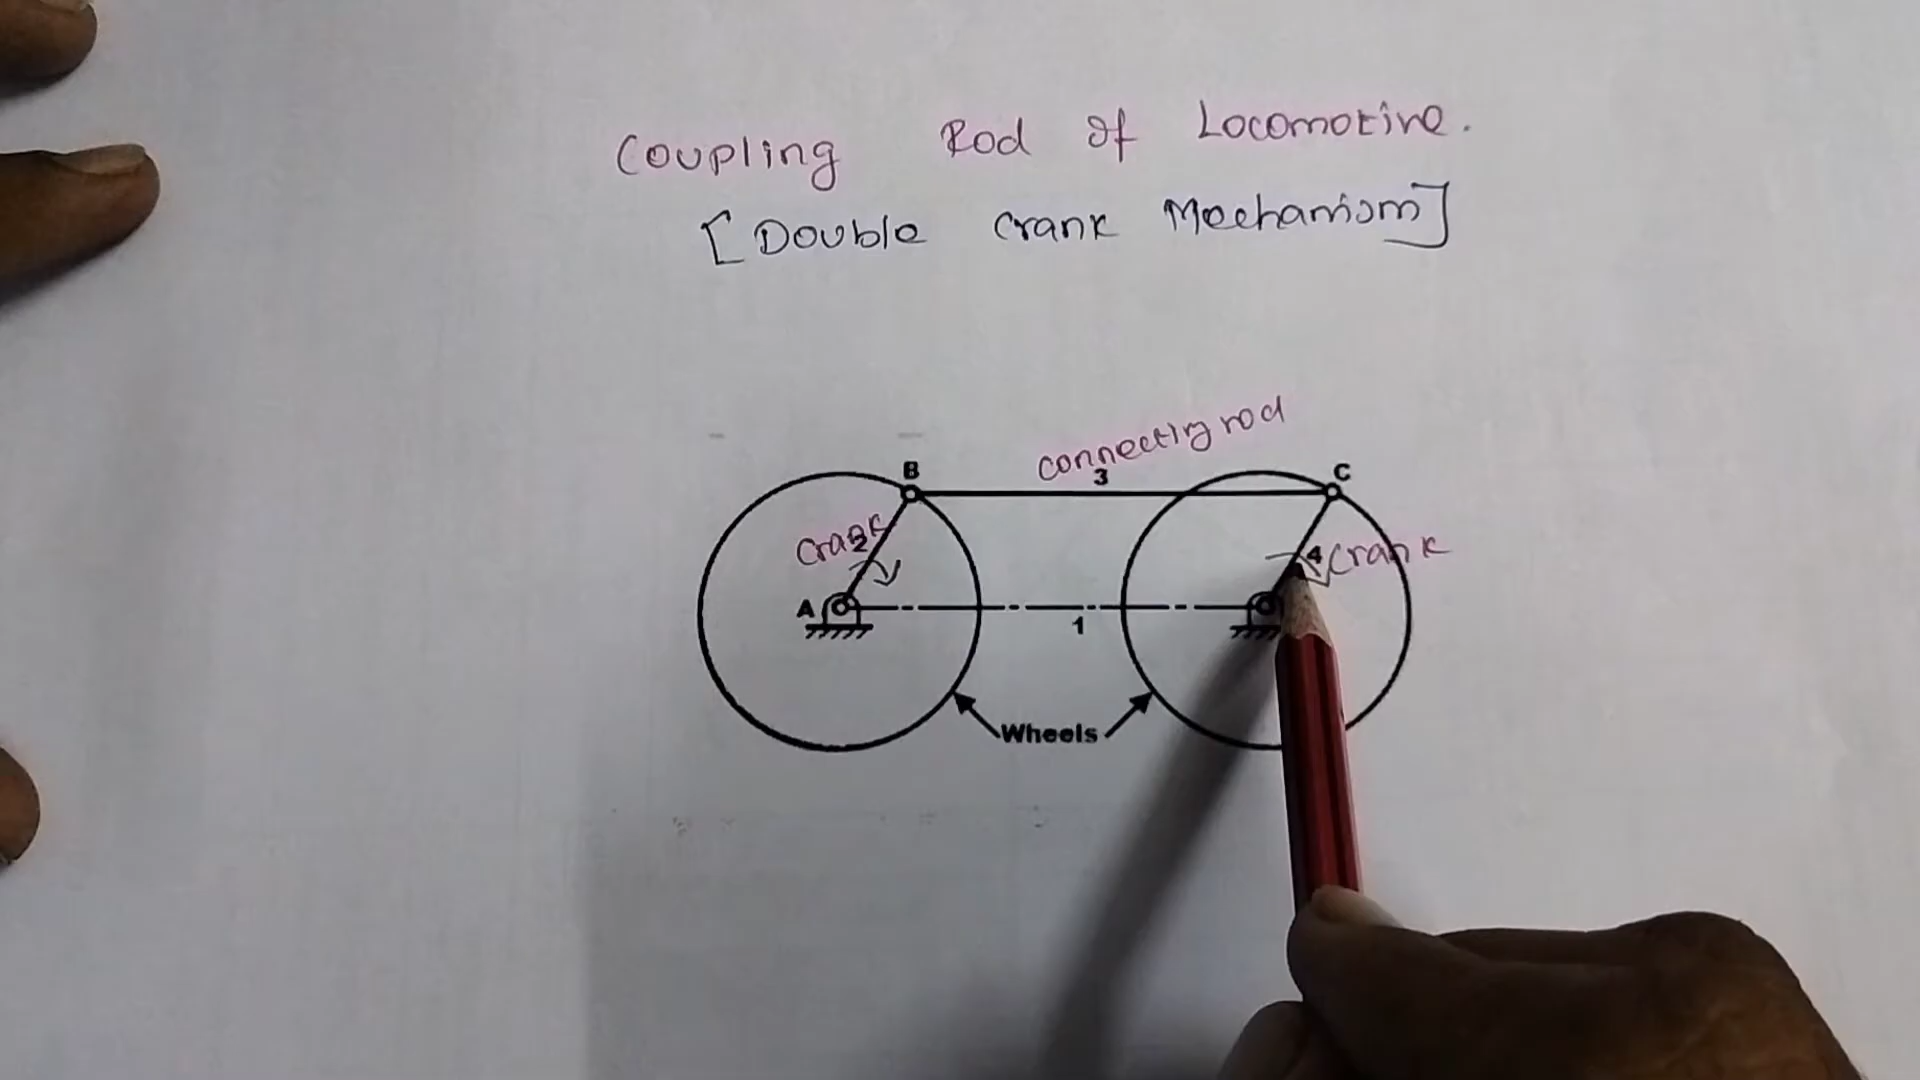 Coupling Rod of Locomotive.
[Double Crank Mechanism]
connecting rod
B
3
C
Crank
2
4 Crank
A
1
Wheels